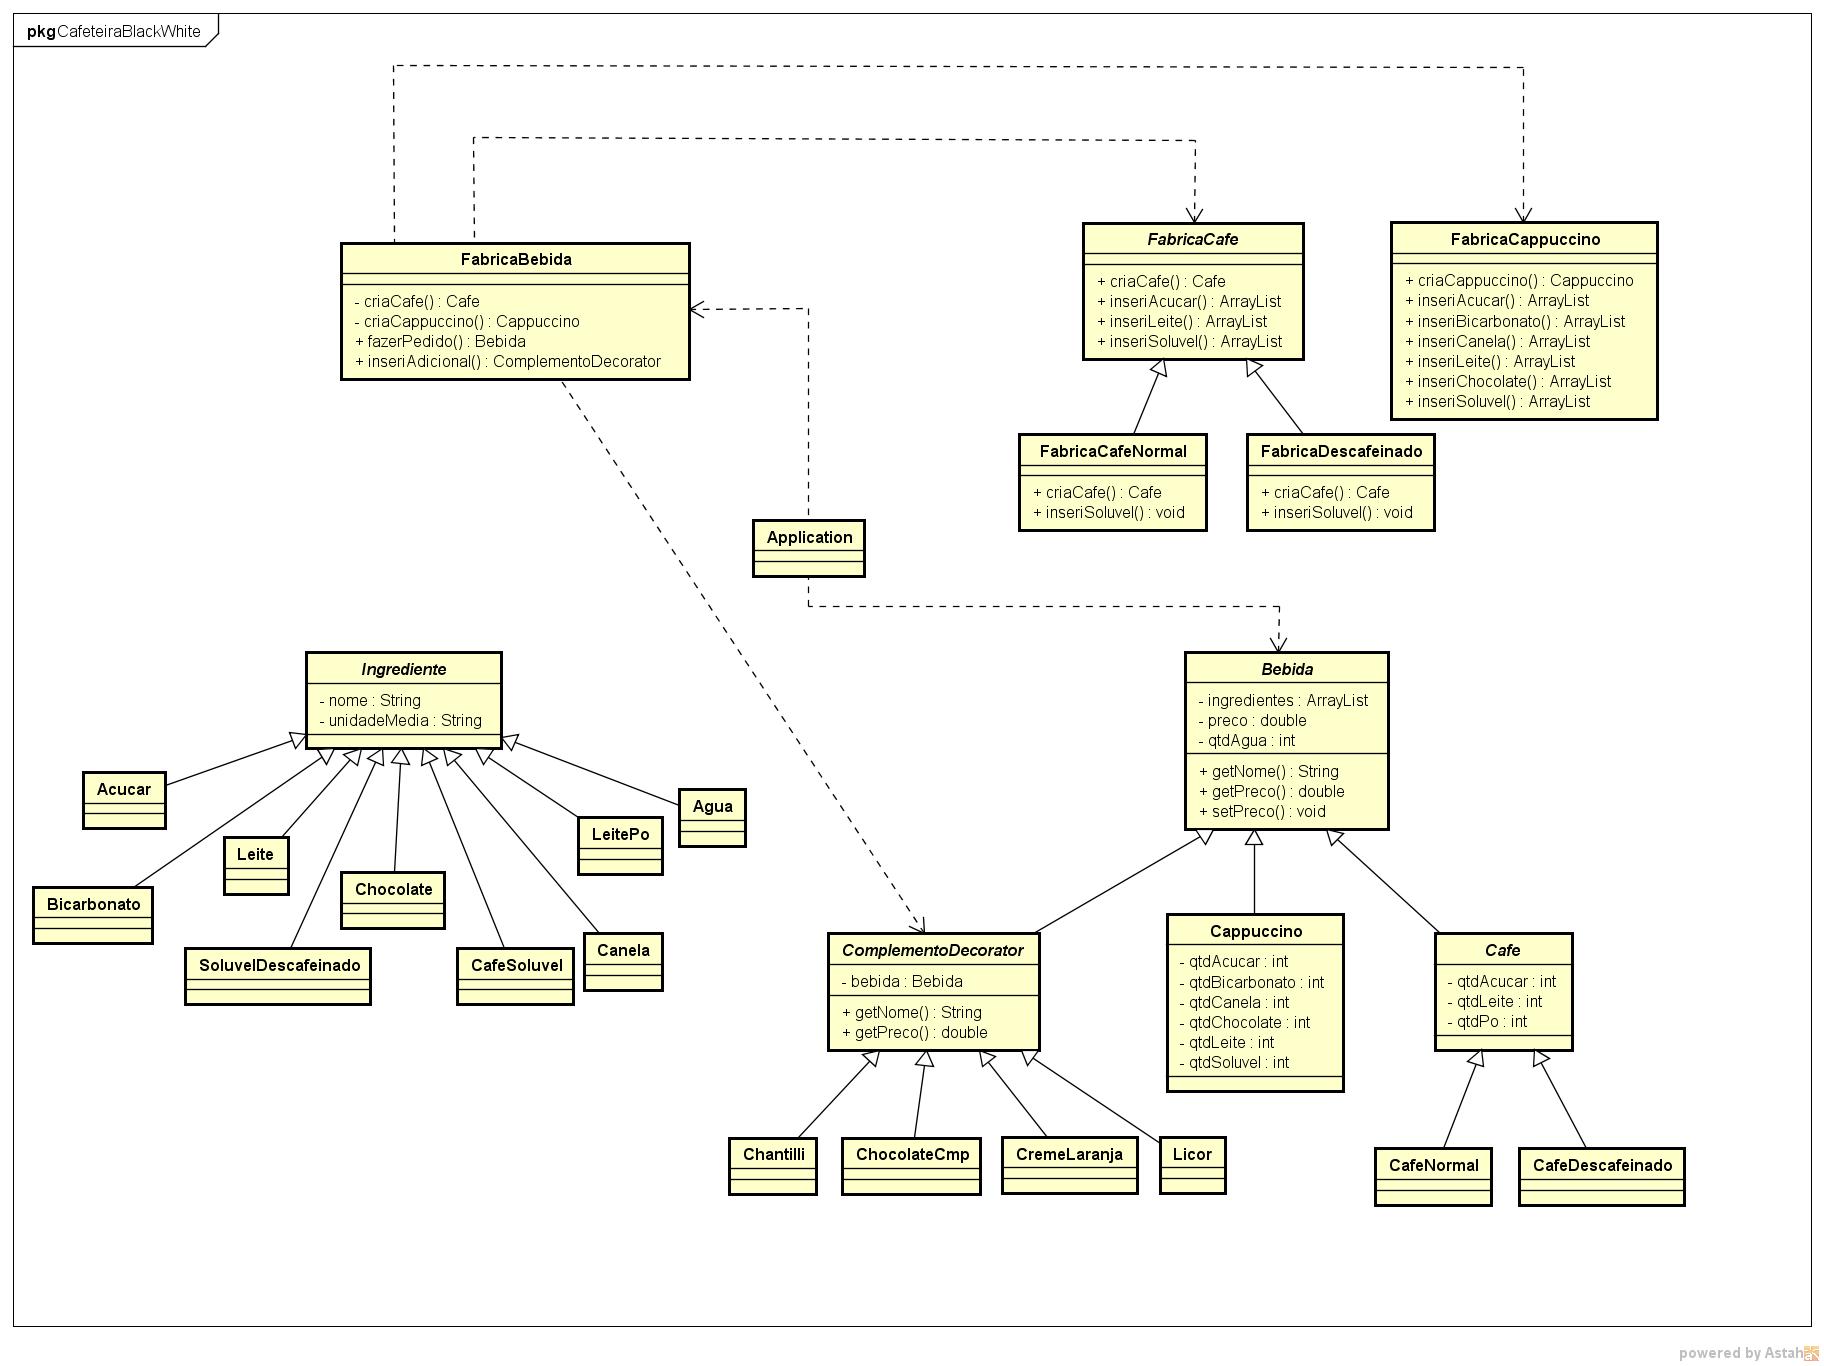 pkg CafeteiraBlackWhite
FabricaBebida
- criaCafe() : Cafe
- criaCappuccino() : Cappuccino
+ fazerPedido() : Bebida
+ inseriAdicional() : ComplementoDecorator
FabricaCafe
+ criaCafe() : Cafe
+ inseriAcucar() : ArrayList
+ inseriLeite() : ArrayList
+ inseriSoluvel() : ArrayList
FabricaCappuccino
+ criaCappuccino() : Cappuccino
+ inseriAcucar() : ArrayList
+ inseriBicarbonato() : ArrayList
+ inseriCanela() : ArrayList
+ inseriLeite() : ArrayList
+ inseriChocolate() : ArrayList
+ inseriSoluvel() : ArrayList
FabricaCafeNormal
+ criaCafe() : Cafe
+ inseriSoluvel() : void
FabricaDescafeinado
+ criaCafe() : Cafe
+ inseriSoluvel() : void
Application
Ingrediente
- nome : String
- unidadeMedia : String
Bebida
- ingredientes : ArrayList
- preco : double
- qtdAgua : int
+ getNome() : String
+ getPreco() : double
+ setPreco() : void
Acucar
Agua
LeitePo
Leite
Chocolate
Bicarbonato
SoluvelDescafeinado
CafeSoluvel
Canela
ComplementoDecorator
- bebida : Bebida
+ getNome() : String
+ getPreco() : double
Cappuccino
- qtdAcucar : int
- qtdBicarbonato : int
- qtdCanela : int
- qtdChocolate : int
- qtdLeite : int
- qtdSoluvel : int
Cafe
- qtdAcucar : int
- qtdLeite : int
- qtdPo : int
Chantilli
ChocolateCmp
CremeLaranja
Licor
CafeNormal
CafeDescafeinado
powered by Astah